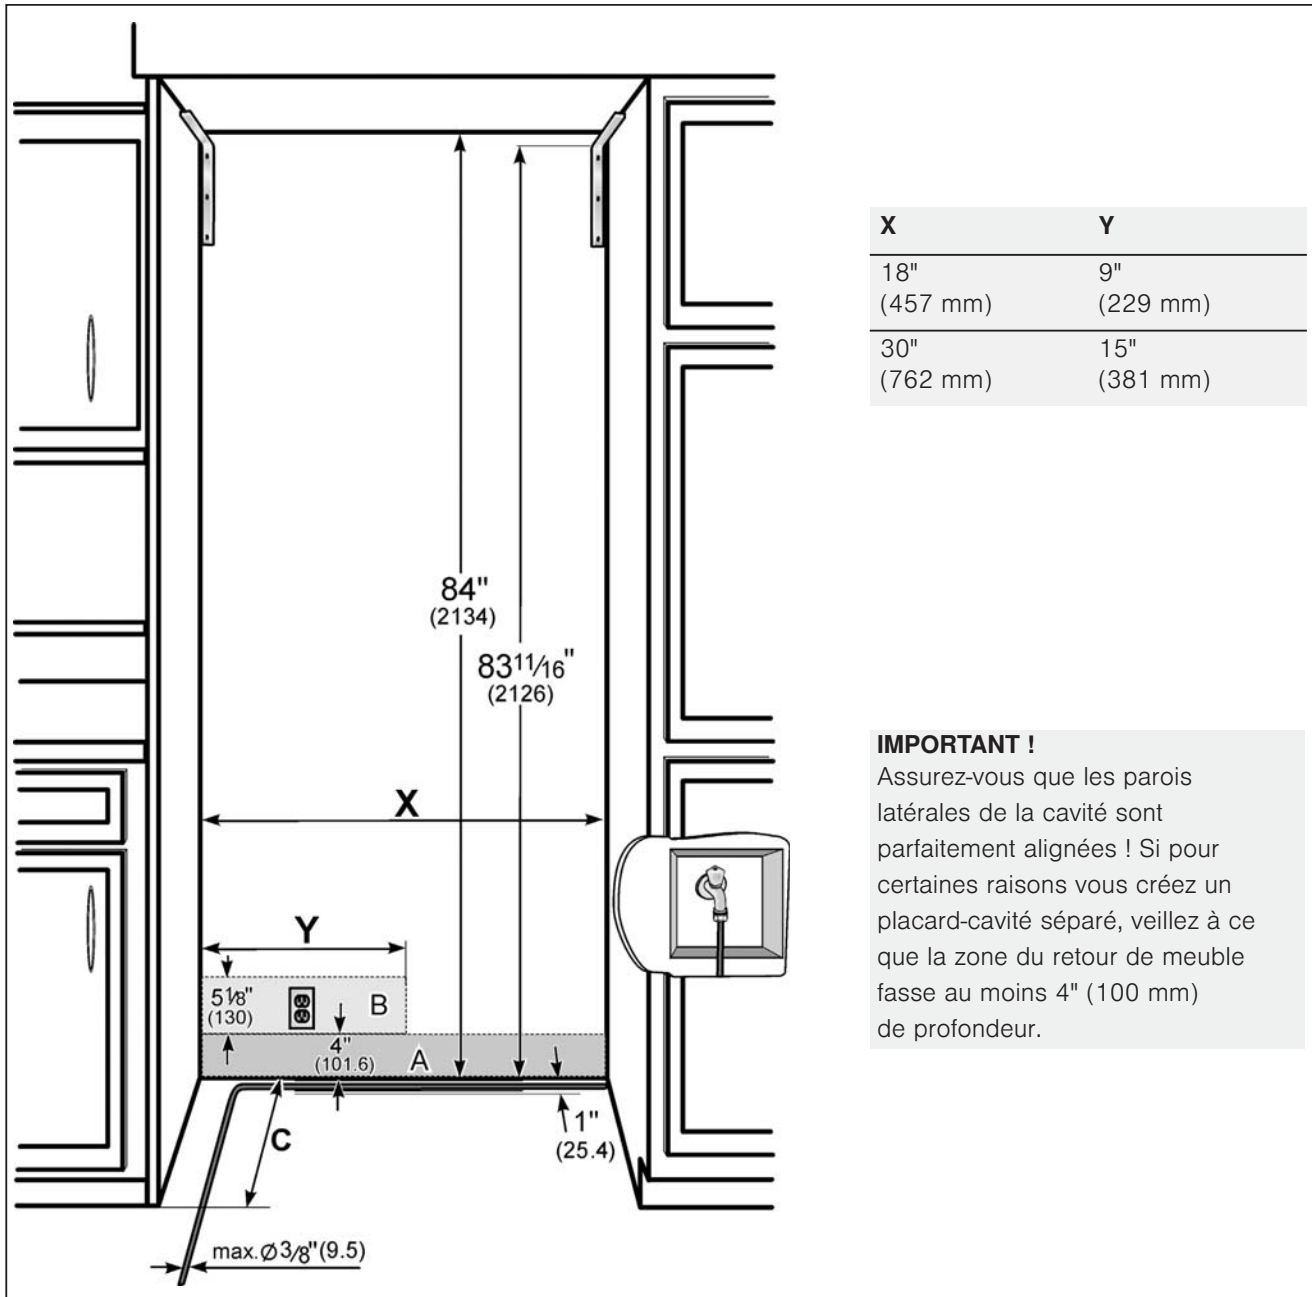 84"
(2134)
83 11/16"
(2126)
X
Y
5 1/8"
(130)
B
4"
(101.6)
A
C
1"
(25.4)
max. Ø 3/8" (9.5)
X Y
18" 9"
(457 mm) (229 mm)
30" 15"
(762 mm) (381 mm)
IMPORTANT !
Assurez-vous que les parois
latérales de la cavité sont
parfaitement alignées ! Si pour
certaines raisons vous créez un
placard-cavité séparé, veillez à ce
que la zone du retour de meuble
fasse au moins 4" (100 mm)
de profondeur.